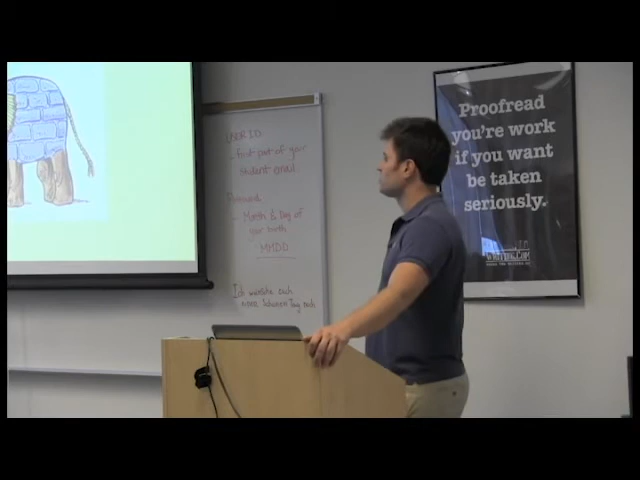 USER ID
- first part of your
student email.
Password
- Month & Day of
your birth
MMDD
Ich
Proofread
you're work
if you want
be taken
seriously.